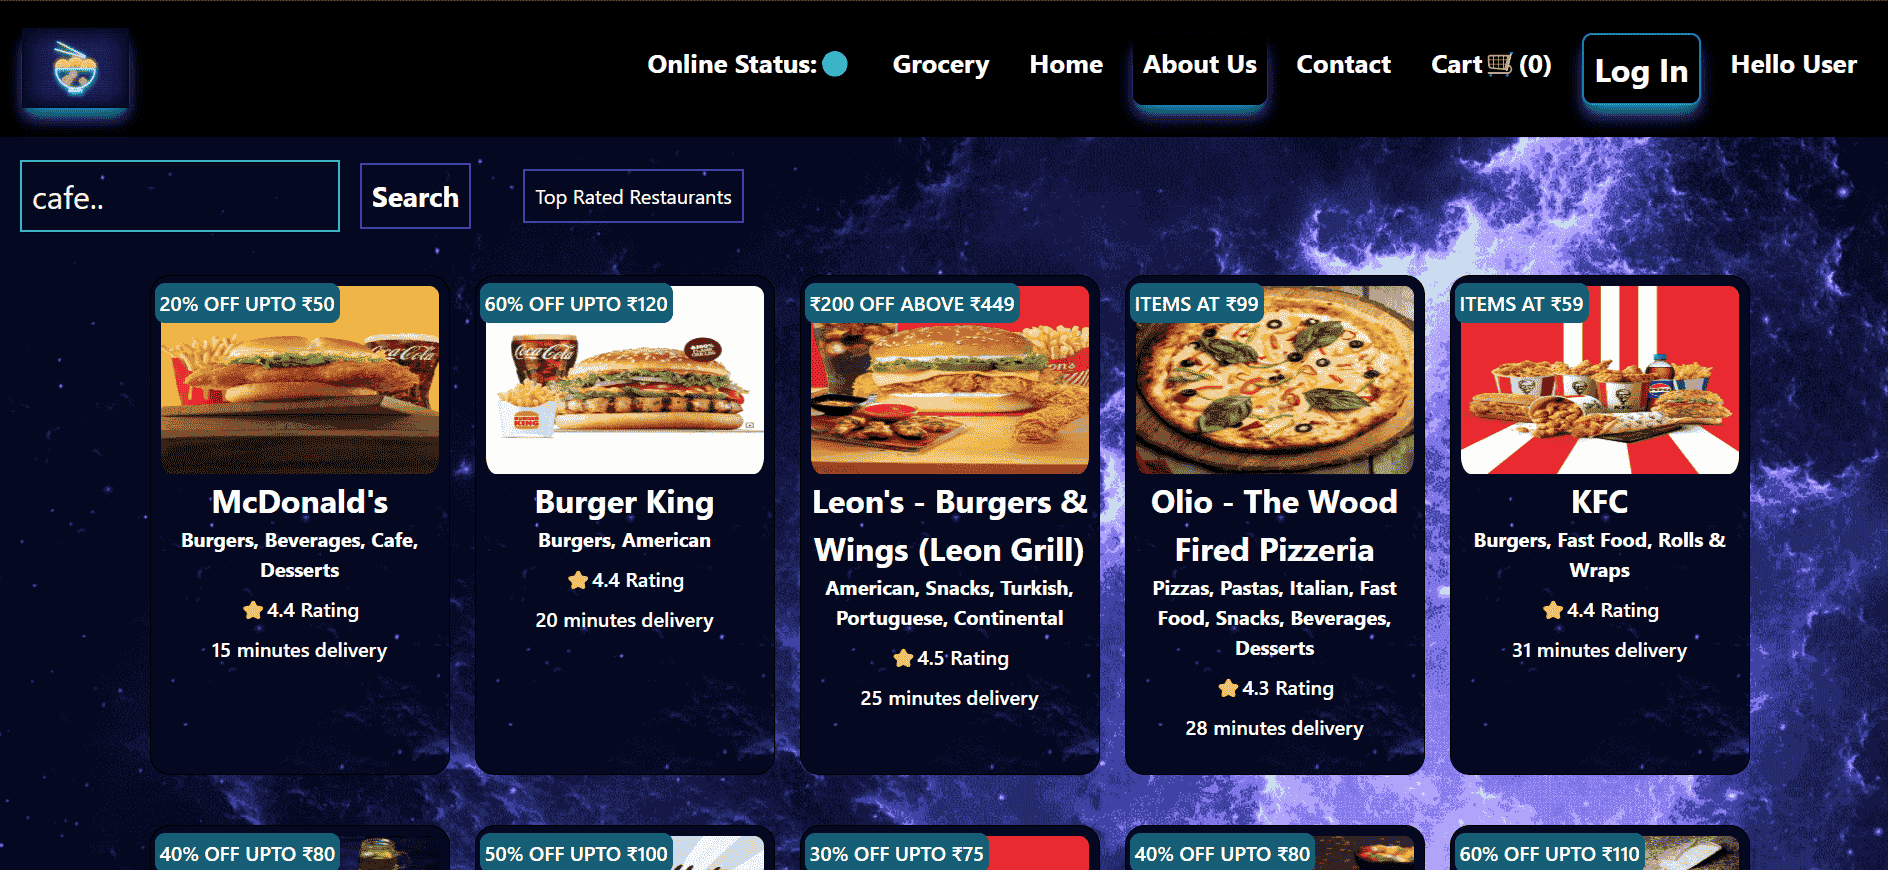 Online Status:
Grocery
Home
About Us
Contact
Cart (0)
Log In
Hello User
cafe..
Search
Top Rated Restaurants
20% OFF UPTO ₹50
Coca-Cola
McDonald's
Burgers, Beverages, Cafe,
Desserts
4.4 Rating
15 minutes delivery
60% OFF UPTO ₹120
Coca-Cola
BURGER
KING
Burger King
Burgers, American
4.4 Rating
20 minutes delivery
₹200 OFF ABOVE ₹449
Leon's - Burgers &
Wings (Leon Grill)
American, Snacks, Turkish,
Portuguese, Continental
4.5 Rating
25 minutes delivery
ITEMS AT ₹99
Olio - The Wood
Fired Pizzeria
Pizzas, Pastas, Italian, Fast
Food, Snacks, Beverages,
Desserts
4.3 Rating
28 minutes delivery
ITEMS AT ₹59
KFC
Burgers, Fast Food, Rolls &
Wraps
4.4 Rating
31 minutes delivery
40% OFF UPTO ₹80
50% OFF UPTO ₹100
30% OFF UPTO ₹75
40% OFF UPTO ₹80
60% OFF UPTO ₹110